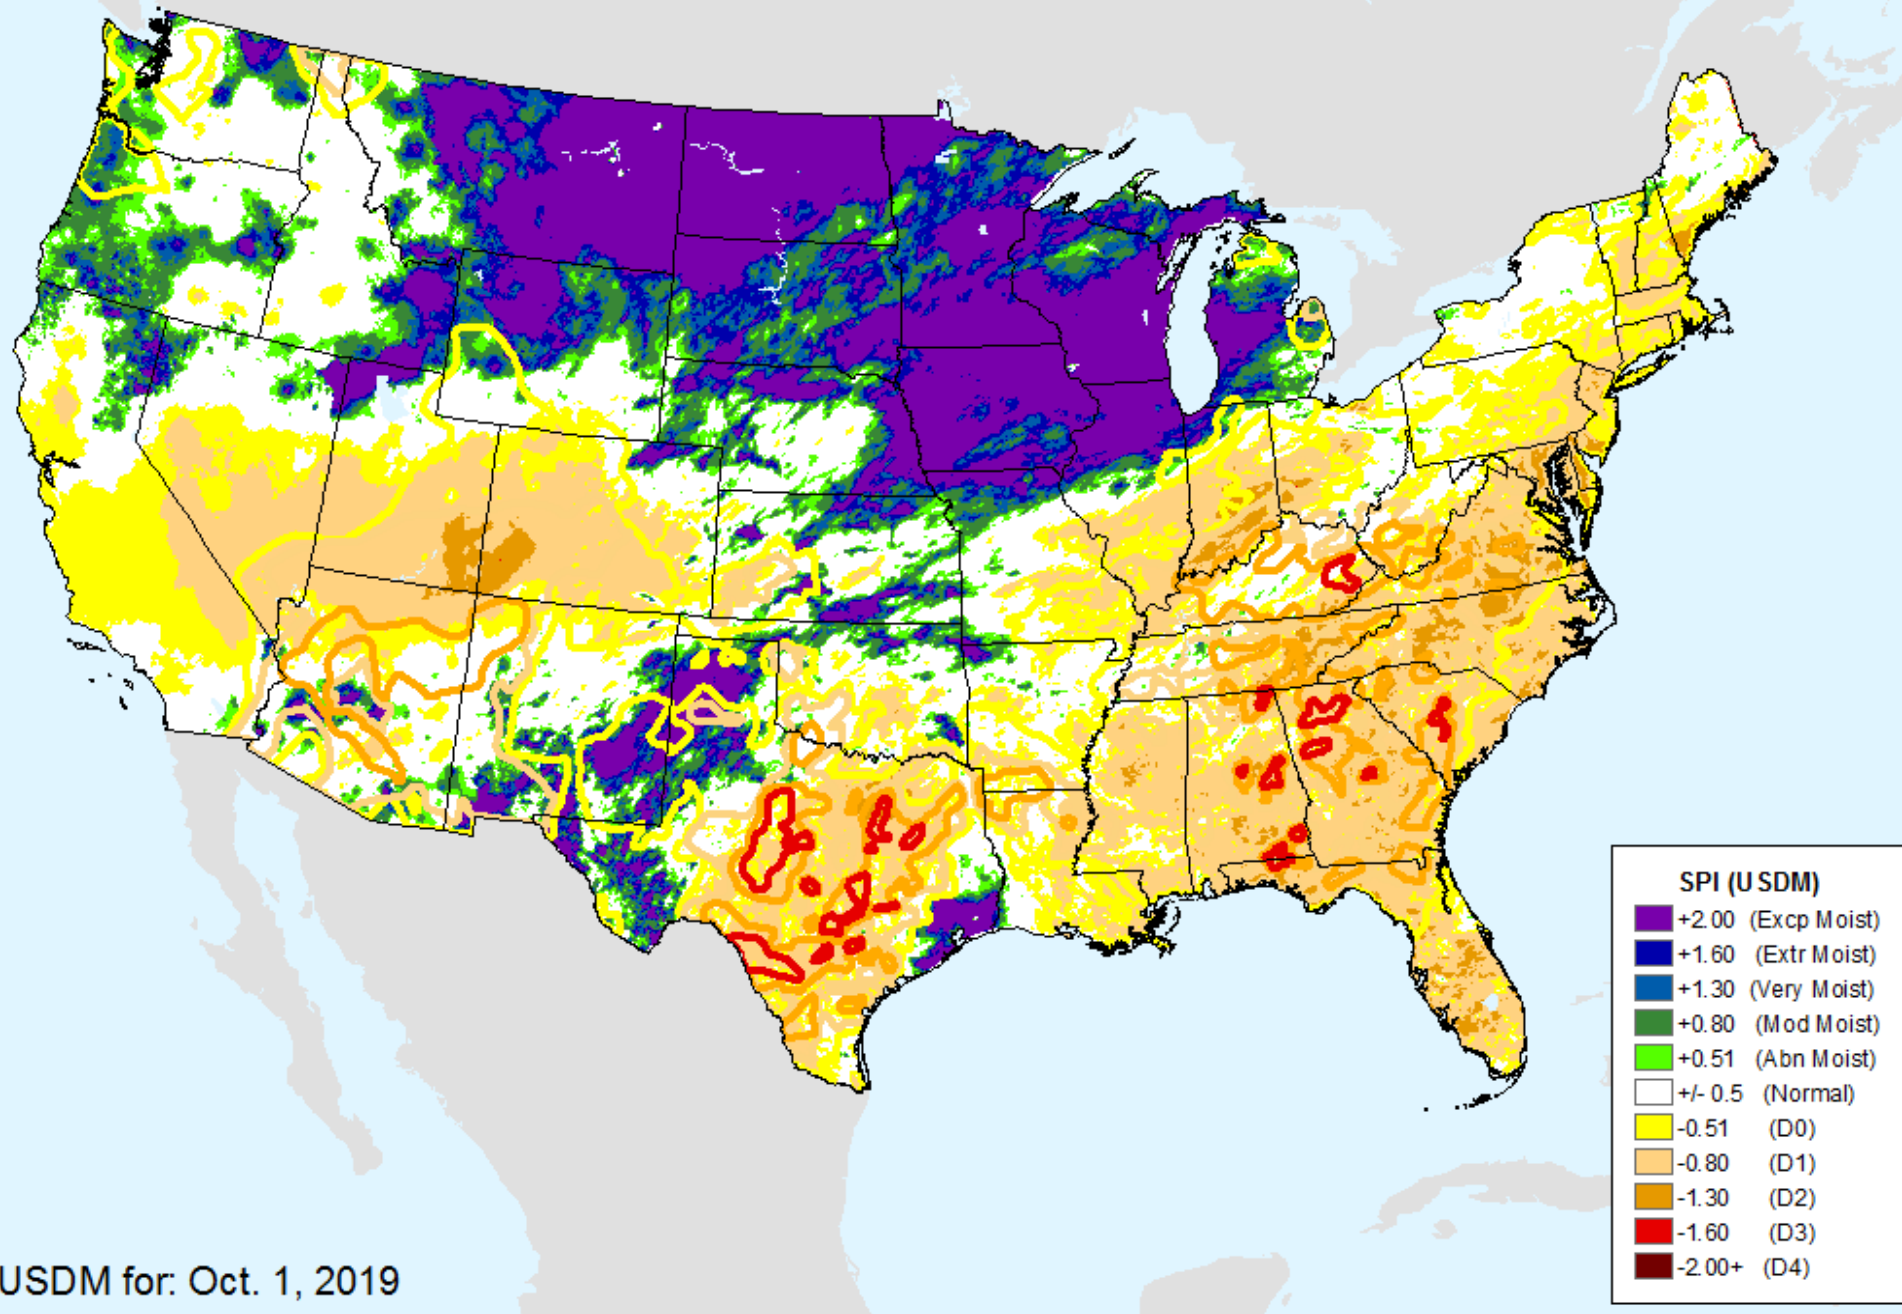 SPI (USDM)
+2.00 (Excp Moist)
+1.60 (Extr Moist)
+1.30 (Very Moist)
+0.80 (Mod Moist)
+0.51 (Abn Moist)
+/- 0.5 (Normal)
-0.51 (D0)
-0.80 (D1)
-1.30 (D2)
-1.60 (D3)
-2.00+ (D4)
USDM for: Oct. 1, 2019